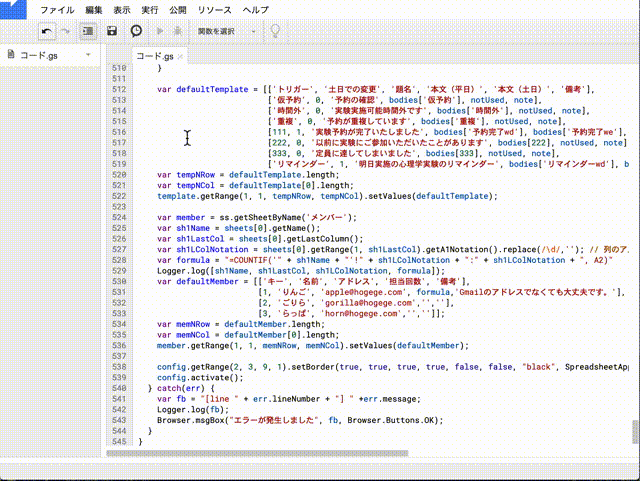 ファイル 編集 表示 実行 公開 リソース ヘルプ
関数を選択
コード.gs
コード.gs
510 }
511
512 var defaultTemplate = [['トリガー', '土日での変更', '題名', '本文（平日）', '本文（土日）', '備考'],
513 ['仮予約', 0, '予約の確認', bodies['仮予約'], notUsed, note],
514 ['時間外', 0, '実験実施可能時間外です', bodies['時間外'], notUsed, note],
515 ['重複', 0, '予約が重複しています', bodies['重複'], notUsed, note],
516 [111, 1, '実験予約が完了いたしました', bodies['予約完了wd'], bodies['予約完了we'],
517 [222, 0, '以前に実験にご参加いただいたことがあります', bodies[222], notUsed, no
518 [333, 0, '定員に達してしまいました', bodies[333], notUsed, note],
519 ['リマインダー', 1, '明日実施の心理学実験のリマインダー', bodies['リマインダーwd'], b
520 var tempNRow = defaultTemplate.length;
521 var tempNCol = defaultTemplate[0].length;
522 template.getRange(1, 1, tempNRow, tempNCol).setValues(defaultTemplate);
523
524 var member = ss.getSheetByName('メンバー');
525 var sh1Name = sheets[0].getName();
526 var sh1LastCol = sheets[0].getLastColumn();
527 var sh1LColNotation = sheets[0].getRange(1, sh1LastCol).getA1Notation().replace(/\d/,''); // 列のア
528 var formula = "=COUNTIF('" + sh1Name + "'!" + sh1LColNotation + ":" + sh1LColNotation + ", A2)"
529 Logger.log([sh1Name, sh1LastCol, sh1LColNotation, formula]);
530 var defaultMember = [['キー', '名前', 'アドレス', '担当回数', '備考'],
531 [1, 'りんご', 'apple@hogege.com', formula,'Gmailのアドレスでなくても大丈夫です。'],
532 [2, 'ごりら', 'gorilla@hogege.com','',''],
533 [3, 'らっぱ', 'horn@hogege.com','','']];
534 var memNRow = defaultMember.length;
535 var memNCol = defaultMember[0].length;
536 member.getRange(1, 1, memNRow, memNCol).setValues(defaultMember);
537
538 config.getRange(2, 3, 9, 1).setBorder(true, true, true, true, false, false, "black", SpreadsheetApp
539 config.activate();
540 } catch(err) {
541 var fb = "[line " + err.lineNumber + "] " +err.message;
542 Logger.log(fb);
543 Browser.msgBox("エラーが発生しました", fb, Browser.Buttons.OK);
544 }
545 }